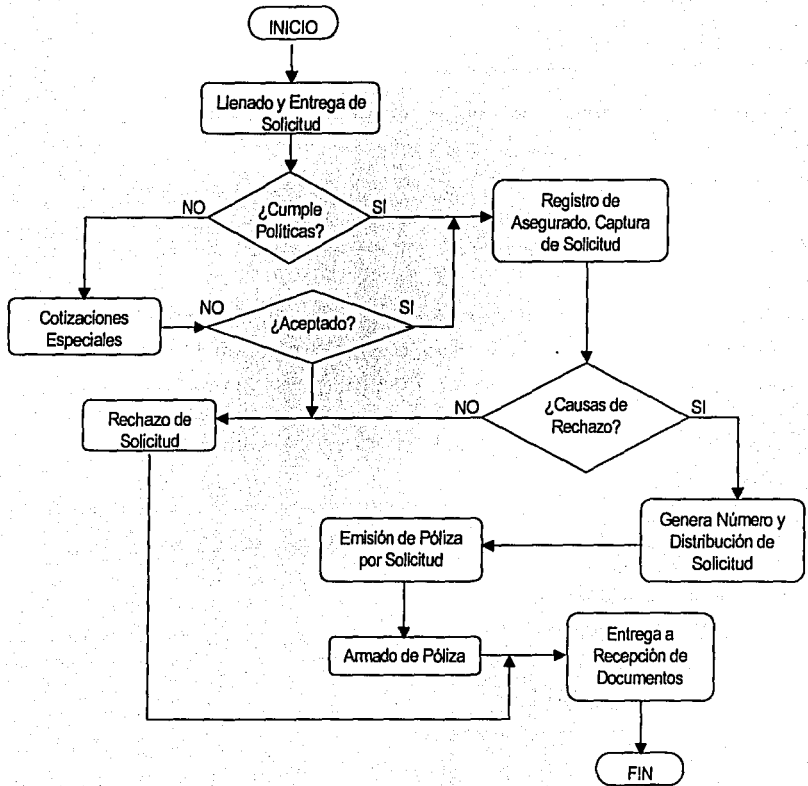 INICIO
Llenado y Entrega de
Solicitud
NO
¿Cumple
Políticas?
SI
Registro de
Asegurado, Captura
de Solicitud
Cotizaciones
Especiales
NO
¿Aceptado?
SI
Rechazo de
Solicitud
NO
¿Causas de
Rechazo?
SI
Genera Número y
Distribución de
Solicitud
Emisión de Póliza
por Solicitud
Armado de Póliza
Entrega a
Recepción de
Documentos
FIN